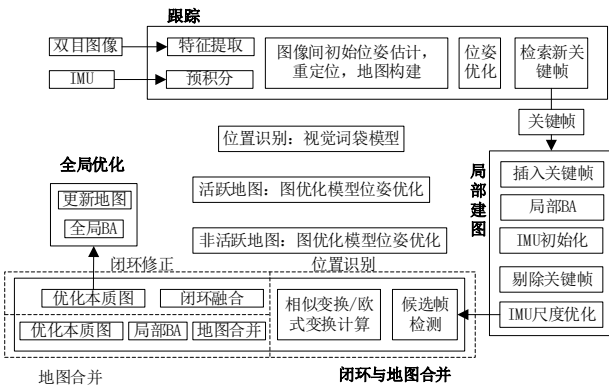 跟踪
双目图像
特征提取
IMU
预积分
图像间初始位姿估计，
重定位，地图构建
位姿
优化
检索新关
键帧
关键帧
位置识别：视觉词袋模型
活跃地图：图优化模型位姿优化
非活跃地图：图优化模型位姿优化
局部建图
插入关键帧
局部BA
IMU初始化
剔除关键帧
IMU尺度优化
全局优化
更新地图
全局BA
闭环修正
位置识别
优化本质图
闭环融合
优化本质图
局部BA
地图合并
相似变换/欧
式变换计算
候选帧
检测
地图合并
闭环与地图合并